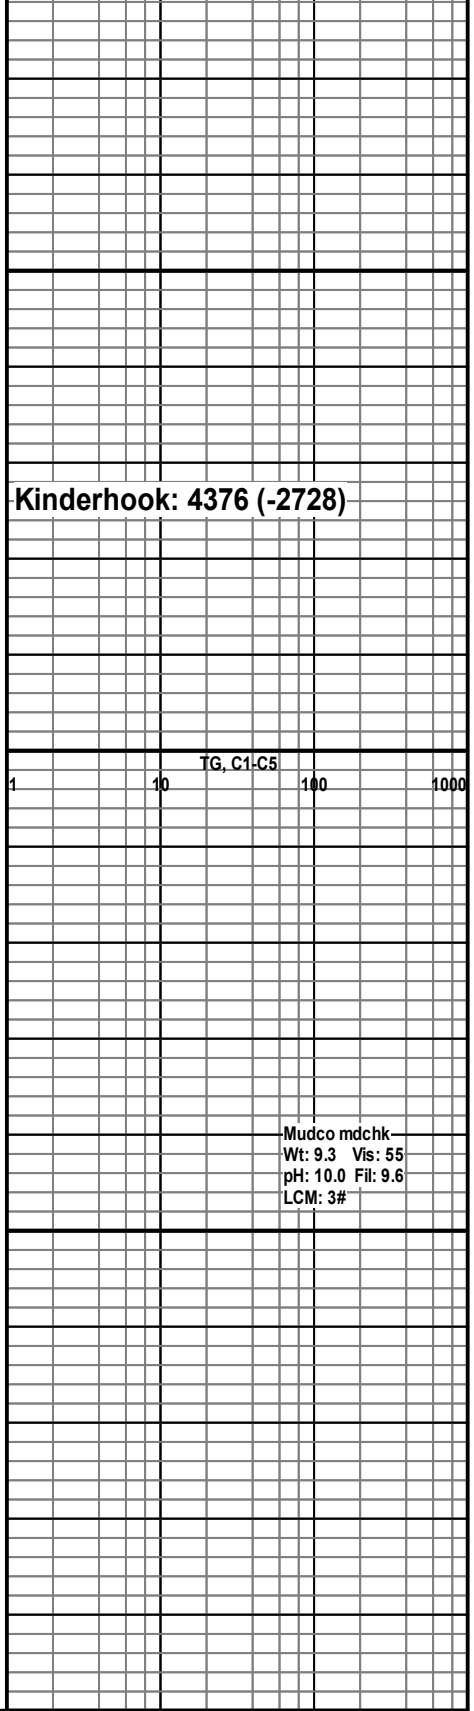 Kinderhook: 4376 (-2728)
TG, C1-C5
1 10 100 1000
Mudco mdchk
Wt: 9.3 Vis: 55
pH: 10.0 Fil: 9.6
LCM: 3#